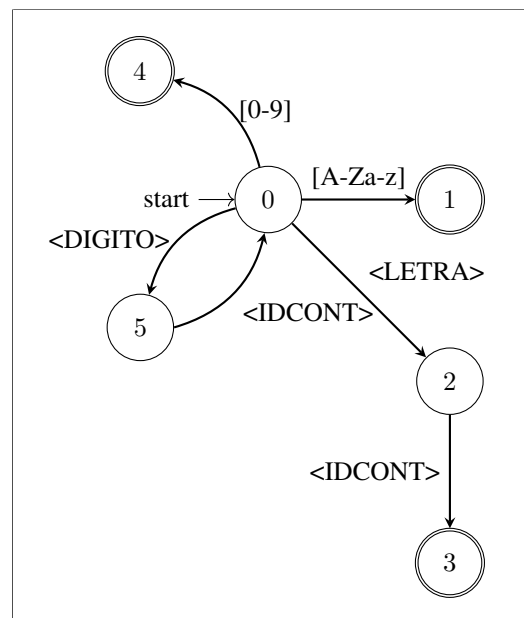 4
[0-9]
[A-Za-z]
start
0
1
<DIGITO>
<LETRA>
<IDCONT>
5
2
<IDCONT>
3